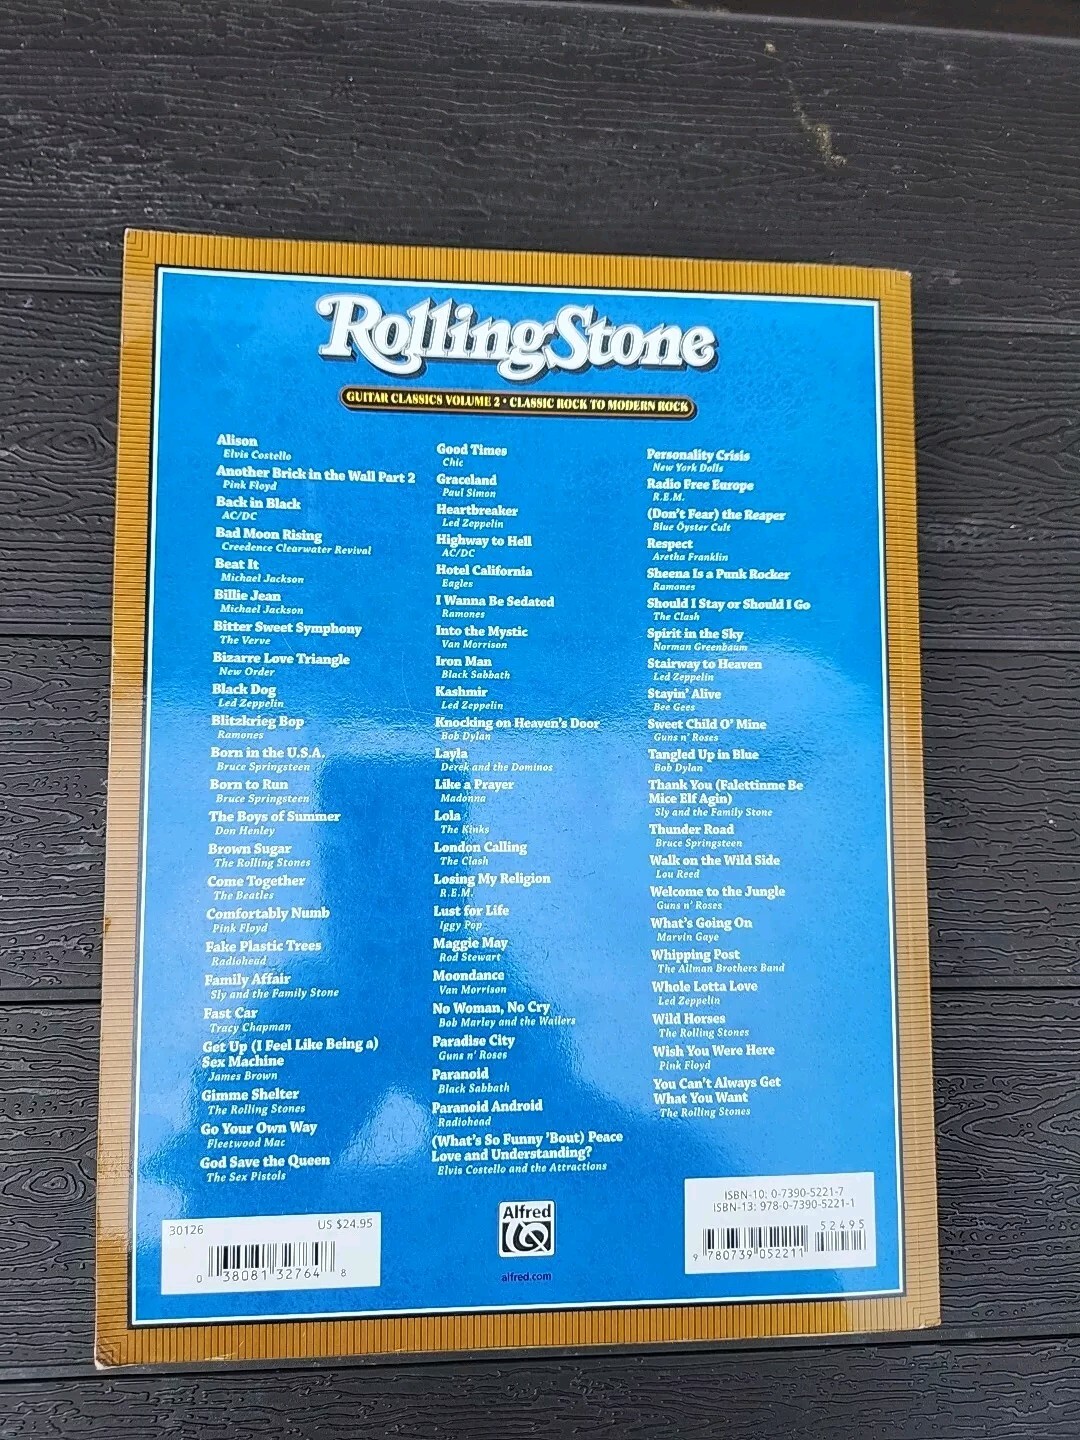 RollingStone
GUITAR CLASSICS VOLUME 2 • CLASSIC ROCK TO MODERN ROCK
Alison
Elvis Costello
Another Brick in the Wall Part 2
Pink Floyd
Back in Black
AC/DC
Bad Moon Rising
Creedence Clearwater Revival
Beat It
Michael Jackson
Billie Jean
Michael Jackson
Bitter Sweet Symphony
The Verve
Bizarre Love Triangle
New Order
Black Dog
Led Zeppelin
Blitzkrieg Bop
Ramones
Born in the U.S.A.
Bruce Springsteen
Born to Run
Bruce Springsteen
The Boys of Summer
Don Henley
Brown Sugar
The Rolling Stones
Come Together
The Beatles
Comfortably Numb
Pink Floyd
Fake Plastic Trees
Radiohead
Family Affair
Sly and the Family Stone
Fast Car
Tracy Chapman
Get Up (I Feel Like Being a)
Sex Machine
James Brown
Gimme Shelter
The Rolling Stones
Go Your Own Way
Fleetwood Mac
God Save the Queen
The Sex Pistols
Good Times
Chic
Graceland
Paul Simon
Heartbreaker
Led Zeppelin
Highway to Hell
AC/DC
Hotel California
Eagles
I Wanna Be Sedated
Ramones
Into the Mystic
Van Morrison
Iron Man
Black Sabbath
Kashmir
Led Zeppelin
Knocking on Heaven's Door
Bob Dylan
Layla
Derek and the Dominos
Like a Prayer
Madonna
Lola
The Kinks
London Calling
The Clash
Losing My Religion
R.E.M.
Lust for Life
Iggy Pop
Maggie May
Rod Stewart
Moondance
Van Morrison
No Woman, No Cry
Bob Marley and the Wailers
Paradise City
Guns n' Roses
Paranoid
Black Sabbath
Paranoid Android
Radiohead
(What's So Funny 'Bout) Peace
Love and Understanding?
Elvis Costello and the Attractions
Personality Crisis
New York Dolls
Radio Free Europe
R.E.M.
(Don't Fear) the Reaper
Blue Öyster Cult
Respect
Aretha Franklin
Sheena Is a Punk Rocker
Ramones
Should I Stay or Should I Go
The Clash
Spirit in the Sky
Norman Greenbaum
Stairway to Heaven
Led Zeppelin
Stayin' Alive
Bee Gees
Sweet Child O' Mine
Guns n' Roses
Tangled Up in Blue
Bob Dylan
Thank You (Falettinme Be
Mice Elf Agin)
Sly and the Family Stone
Thunder Road
Bruce Springsteen
Walk on the Wild Side
Lou Reed
Welcome to the Jungle
Guns n' Roses
What's Going On
Marvin Gaye
Whipping Post
The Allman Brothers Band
Whole Lotta Love
Led Zeppelin
Wild Horses
The Rolling Stones
Wish You Were Here
Pink Floyd
You Can't Always Get
What You Want
The Rolling Stones
30126 US $24.95
0 38081 32764 8
Alfred
alfred.com
ISBN-10: 0-7390-5221-7
ISBN-13: 978-0-7390-5221-1
52495
9 780739 052211